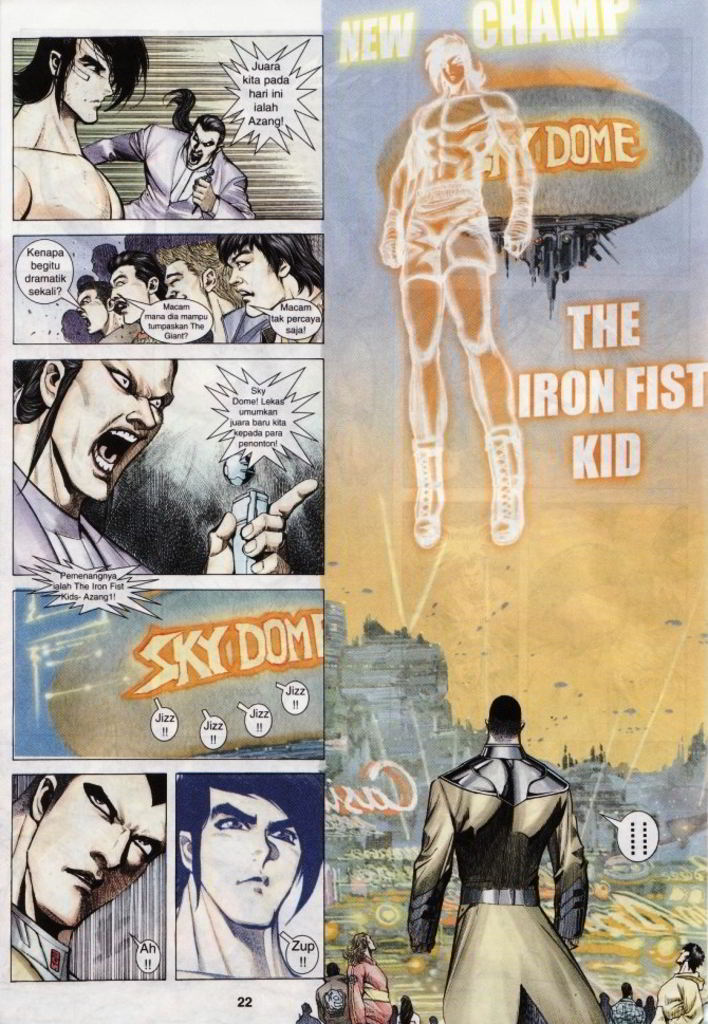 Juara
kita pada
hari ini
ialah
Azang!
Kenapa
begitu
dramatik
sekali?
Macam
mana dia mampu
tumpaskan The
Giant?
Macam
tak percaya
saja!
Sky
Dome! Lekas
umumkan
juara baru kita
kepada para
penonton!
Pemenangnya
ialah The Iron Fist
Kids- Azang1!
SKY DOME
Jizz
!!
Jizz
!!
Jizz
!!
Jizz
!!
Ah
!!
Zup
!!
NEW CHAMP
SKY DOME
THE
IRON FIST
KID
22